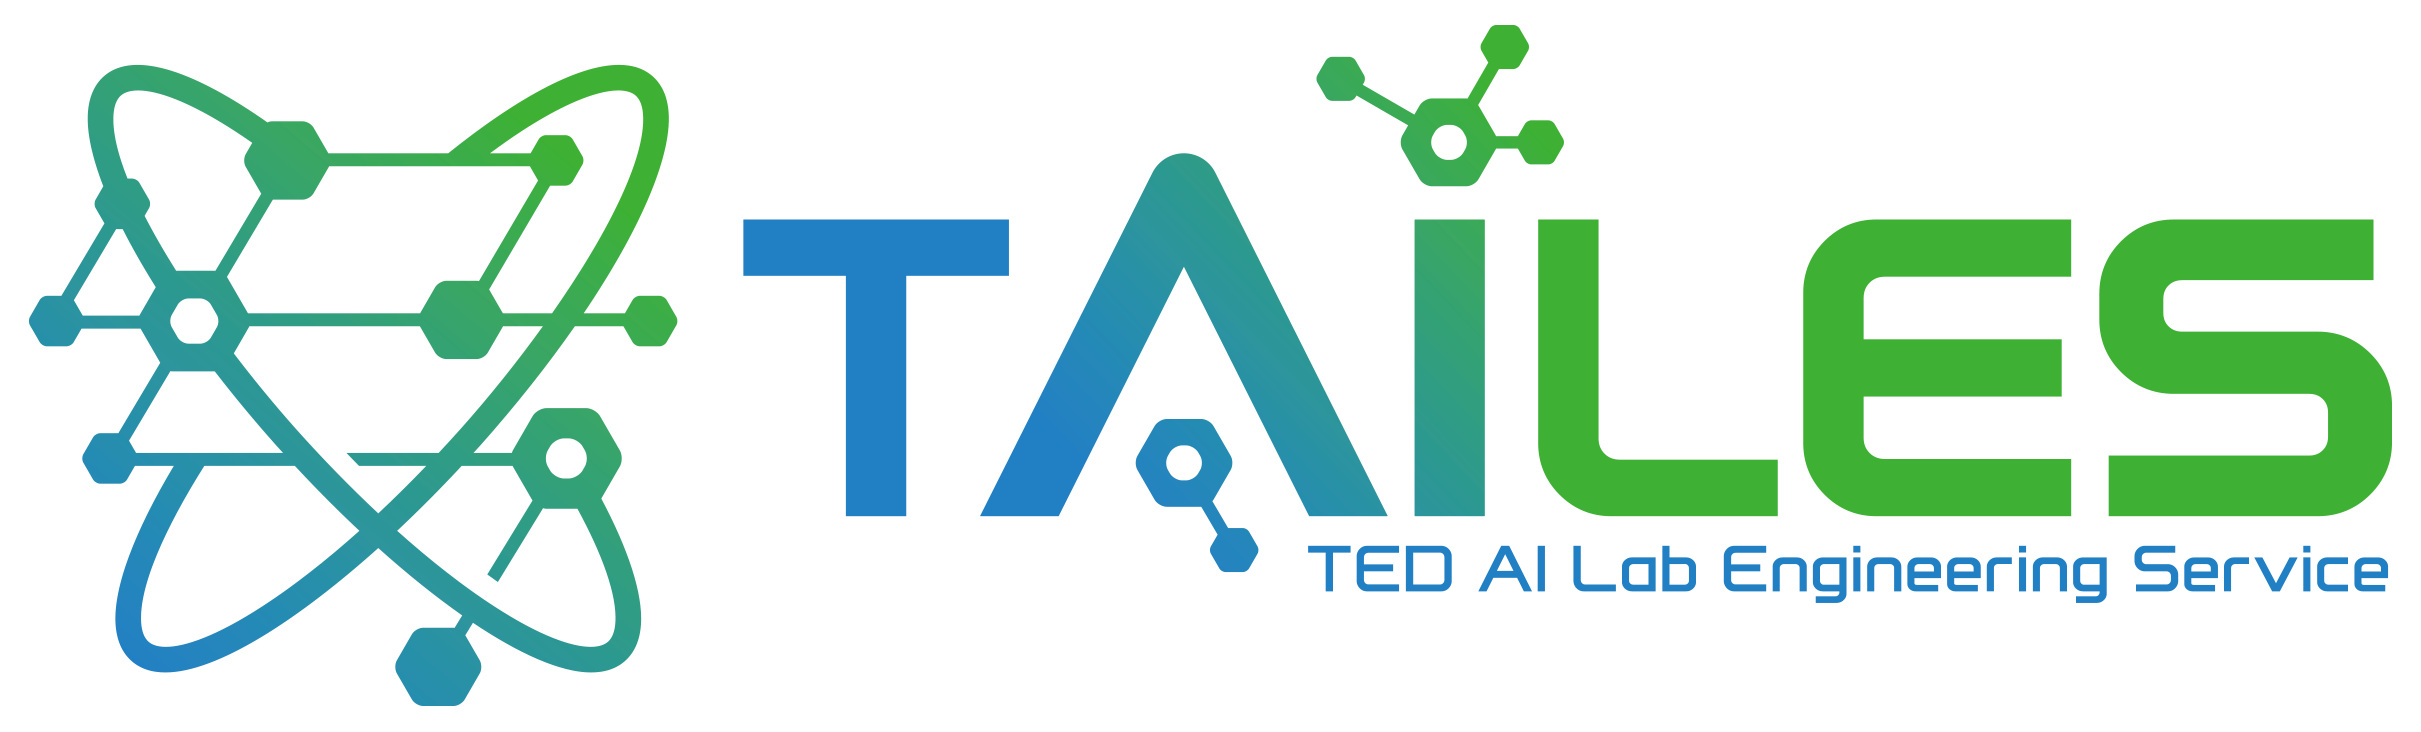 TAILES
TED AI Lab Engineering Service